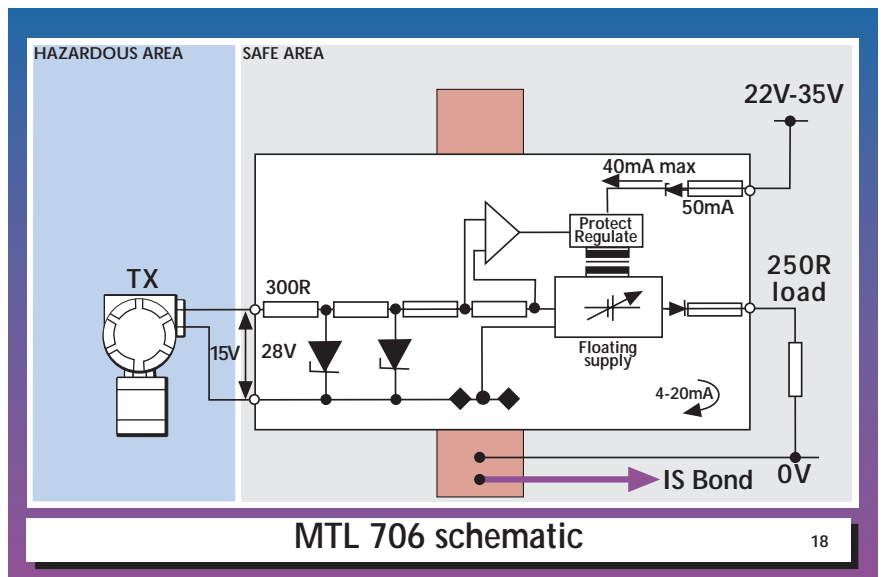 HAZARDOUS AREA
SAFE AREA
22V-35V
40mA max
50mA
Protect
Regulate
TX
300R
250R
load
15V
28V
Floating
supply
4-20mA
IS Bond
0V
MTL 706 schematic
18